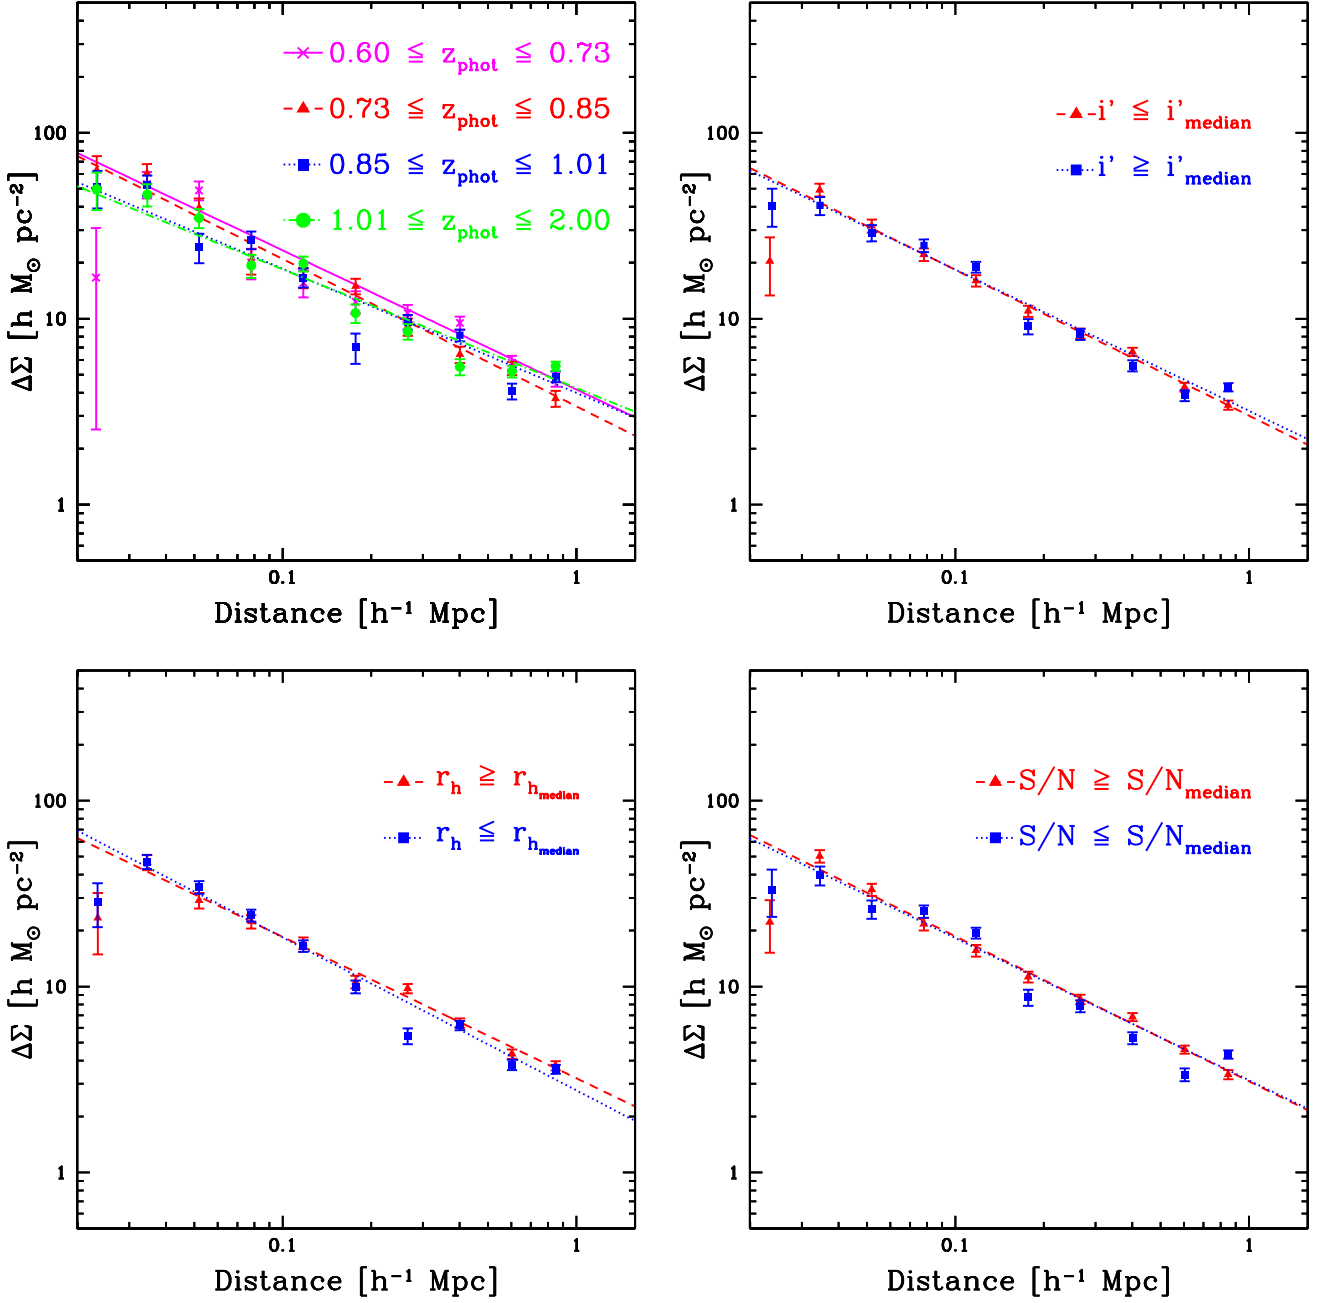 0.60 ≦ z_phot ≦ 0.73
0.73 ≦ z_phot ≦ 0.85
0.85 ≦ z_phot ≦ 1.01
1.01 ≦ z_phot ≦ 2.00
100
10
1
ΔΣ [h M⊙ pc⁻²]
0.1 1
Distance [h⁻¹ Mpc]
i' ≦ i'_median
i' ≧ i'_median
100
10
1
ΔΣ [h M⊙ pc⁻²]
0.1 1
Distance [h⁻¹ Mpc]
r_h ≧ r_h_median
r_h ≦ r_h_median
100
10
1
ΔΣ [h M⊙ pc⁻²]
0.1 1
Distance [h⁻¹ Mpc]
S/N ≧ S/N_median
S/N ≦ S/N_median
100
10
1
ΔΣ [h M⊙ pc⁻²]
0.1 1
Distance [h⁻¹ Mpc]